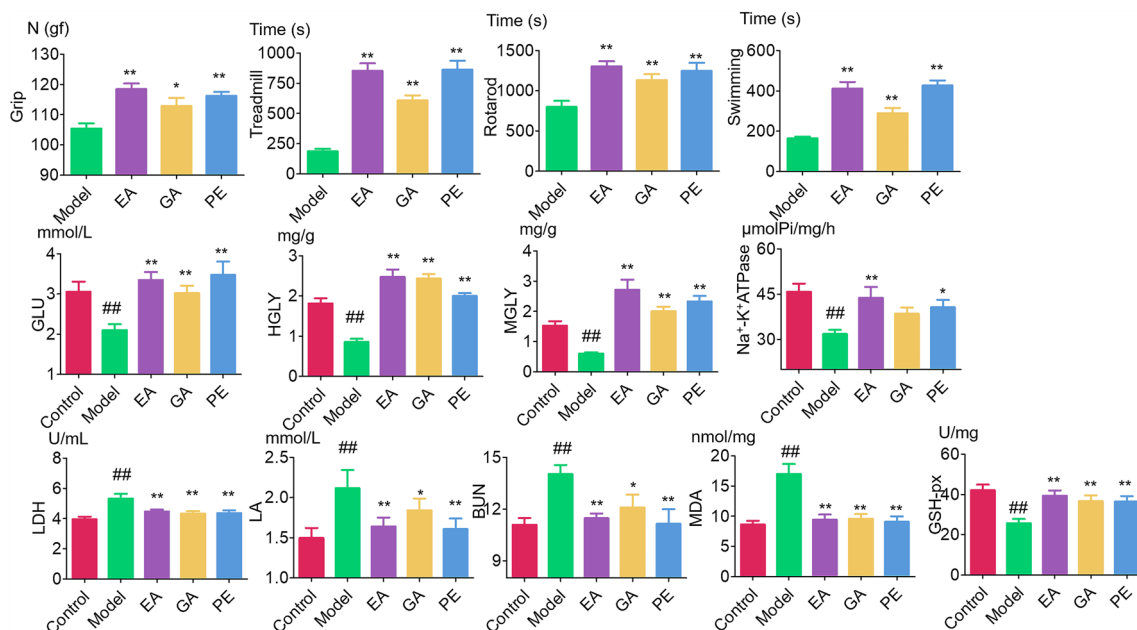 N (gf)
Grip
120
110
100
90
**
*
**
Model
EA
GA
PE
Time (s)
Treadmill
1000
750
500
250
0
**
**
**
Model
EA
GA
PE
Time (s)
Rotarod
1500
1000
500
0
**
**
**
Model
EA
GA
PE
Time (s)
Swimming
600
400
200
0
**
**
**
Model
EA
GA
PE
mmol/L
GLU
4
3
2
1
##
**
**
**
Control
Model
EA
GA
PE
mg/g
HGLY
3
2
1
0
##
**
**
**
Control
Model
EA
GA
PE
mg/g
MGLY
4
3
2
1
0
##
**
**
**
Control
Model
EA
GA
PE
µmolPi/mg/h
Na⁺-K⁺ATPase
60
45
30
##
**
*
Control
Model
EA
GA
PE
U/mL
LDH
8
6
4
2
0
##
**
**
**
Control
Model
EA
GA
PE
mmol/L
LA
2.5
2.0
1.5
1.0
##
**
*
**
Control
Model
EA
GA
PE
BUN
15
12
9
##
**
*
**
Control
Model
EA
GA
PE
nmol/mg
MDA
20
15
10
5
0
##
**
**
**
Control
Model
EA
GA
PE
U/mg
GSH-px
60
40
20
0
##
**
**
**
Control
Model
EA
GA
PE